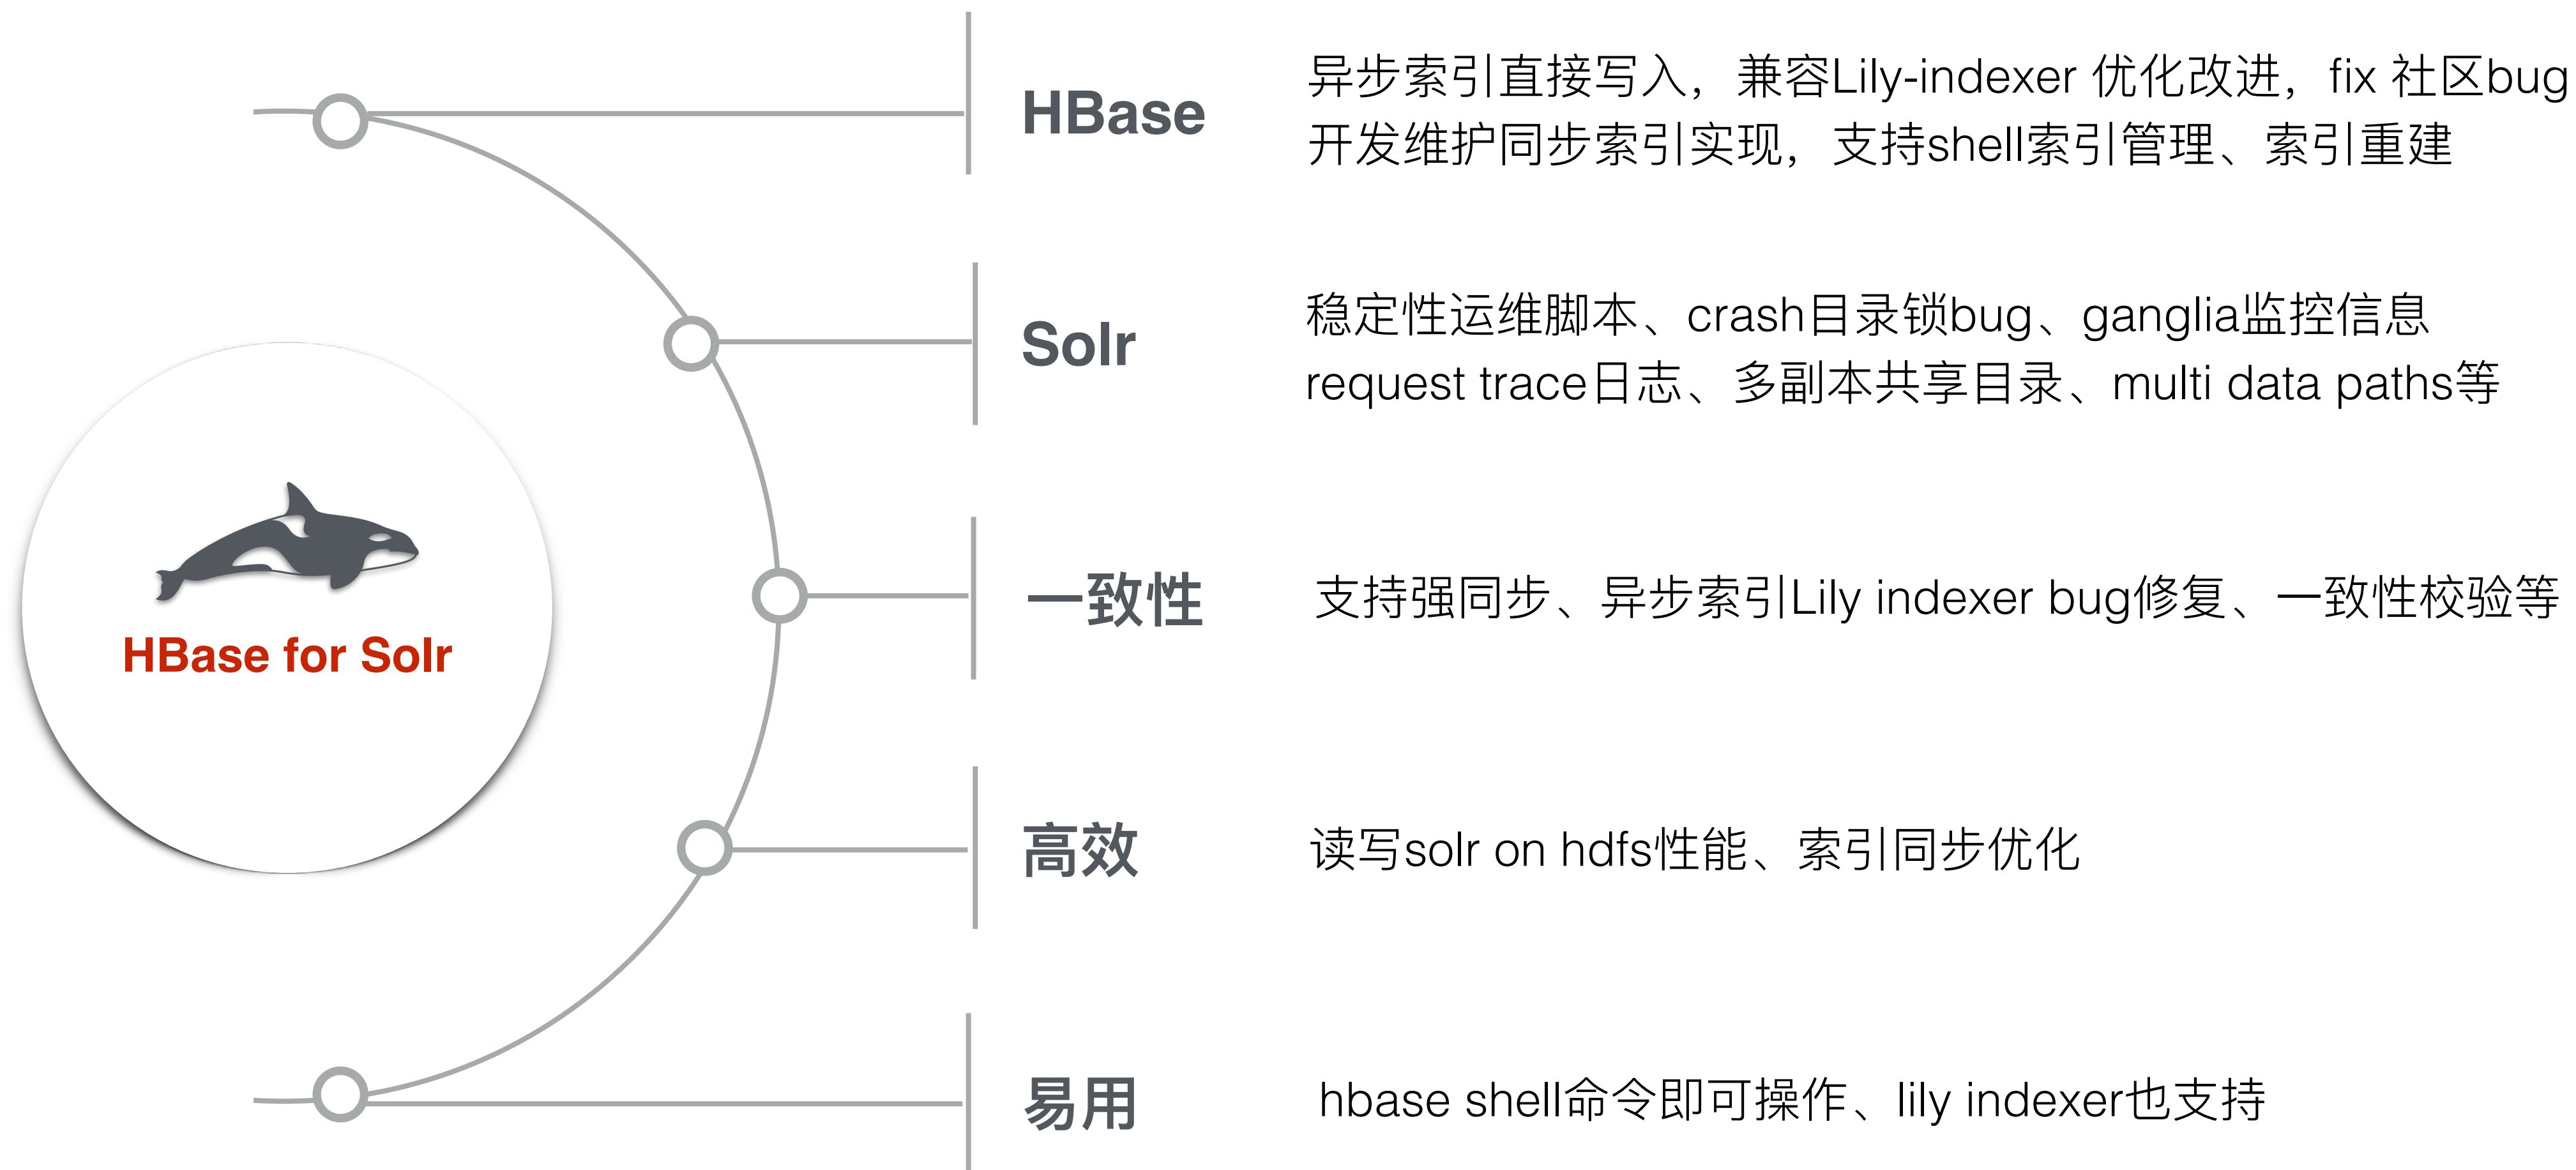 HBase for Solr
HBase
异步索引直接写入，兼容Lily-indexer 优化改进，fix 社区bug
开发维护同步索引实现，支持shell索引管理、索引重建
Solr
稳定性运维脚本、crash目录锁bug、ganglia监控信息
request trace日志、多副本共享目录、multi data paths等
一致性
支持强同步、异步索引Lily indexer bug修复、一致性校验等
高效
读写solr on hdfs性能、索引同步优化
易用
hbase shell命令即可操作、lily indexer也支持